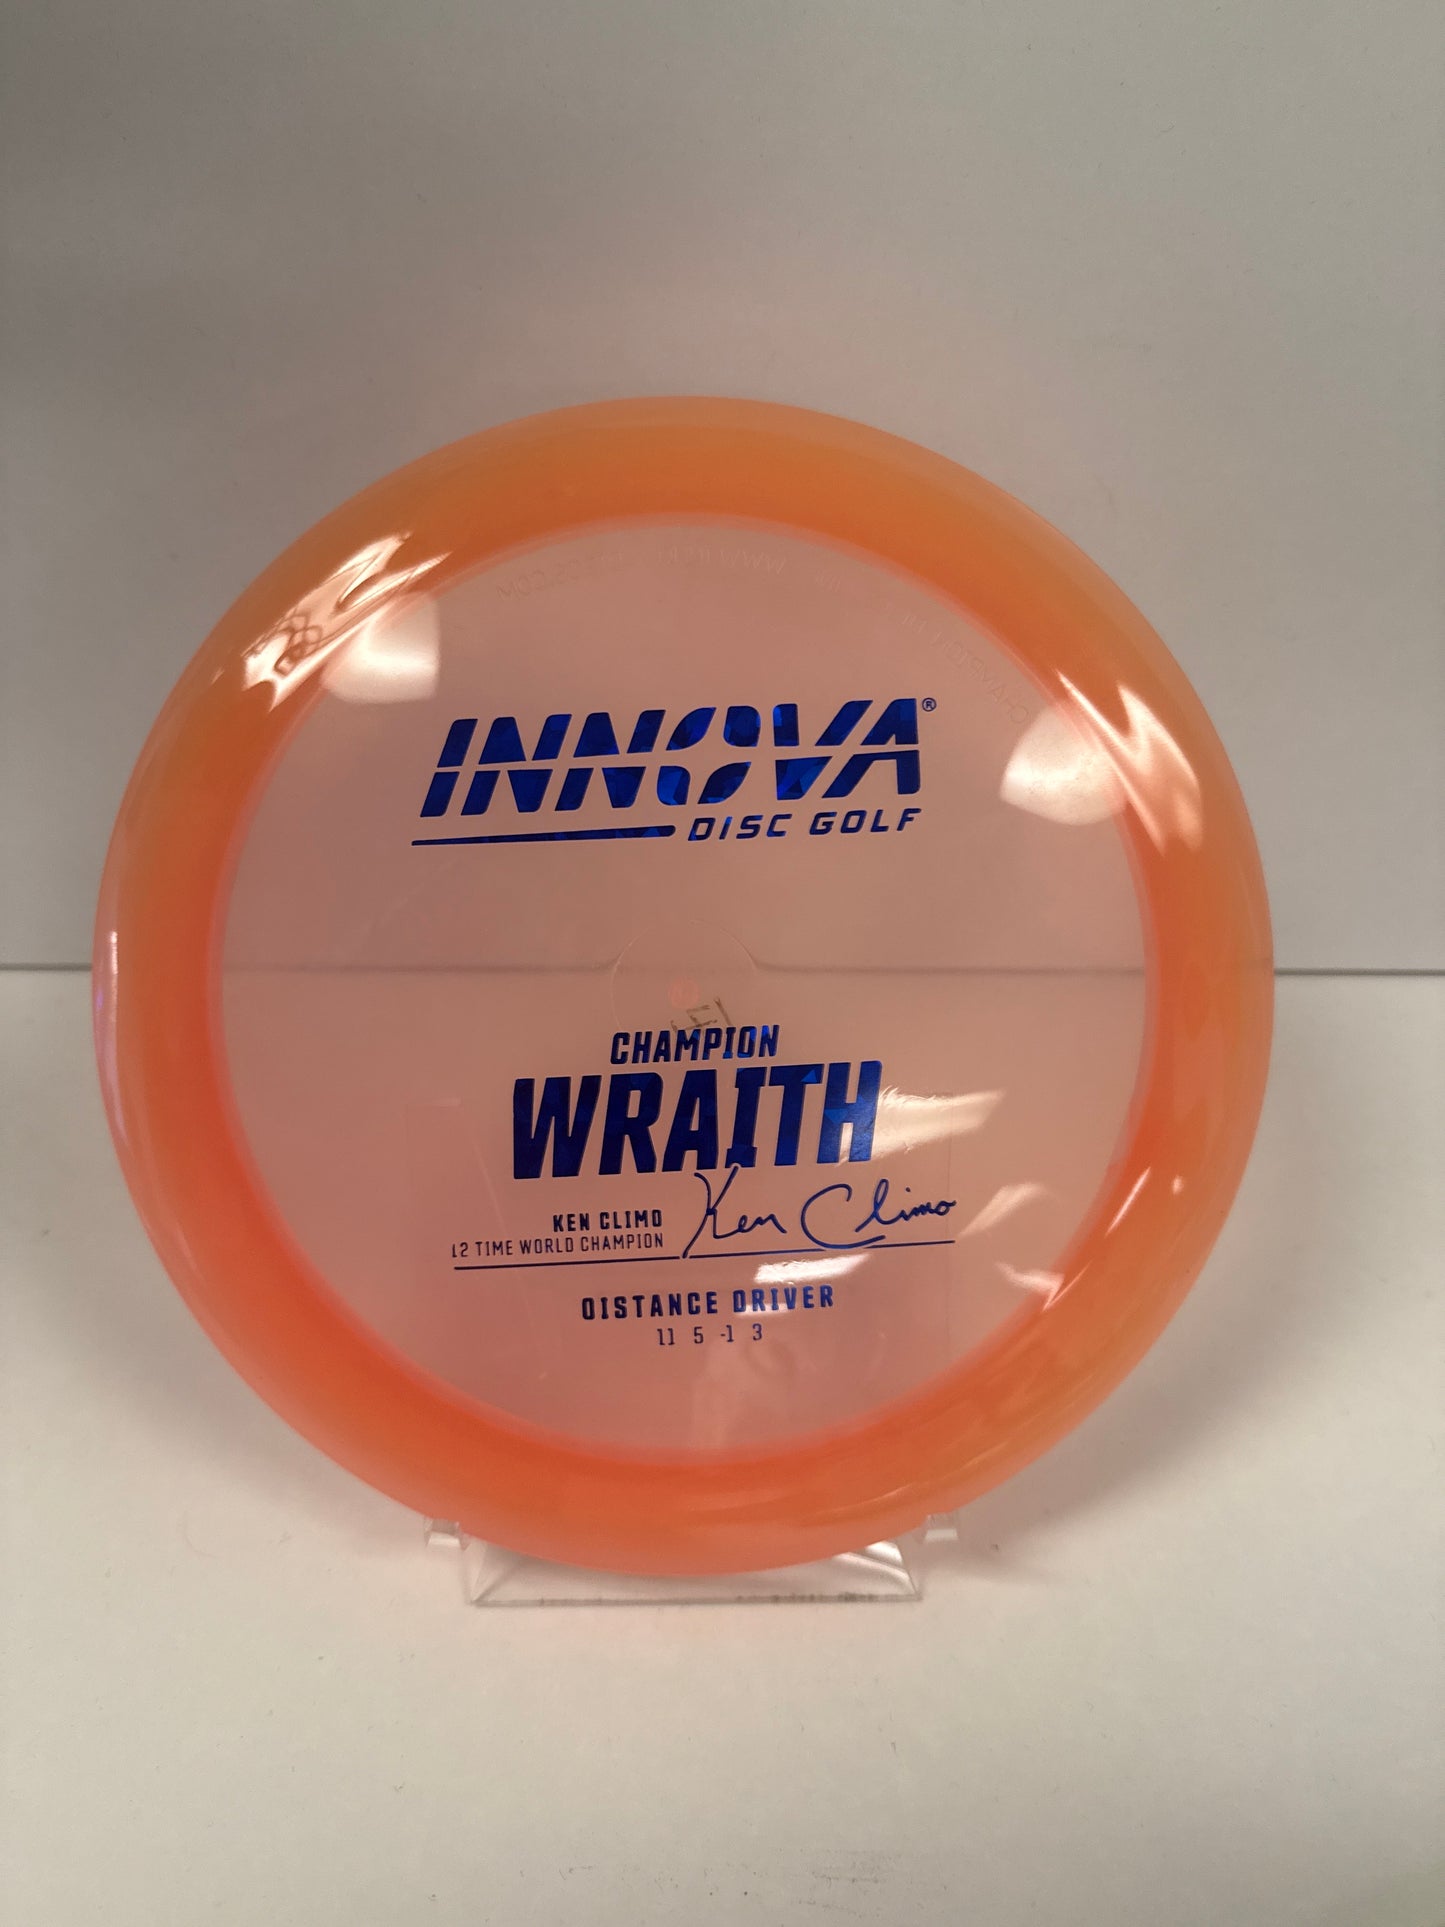 INNOVA®
DISC GOLF
CHAMPION
WRAITH
KEN CLIMO
12 TIME WORLD CHAMPION
Ken Climo
DISTANCE DRIVER
11 5 -1 3